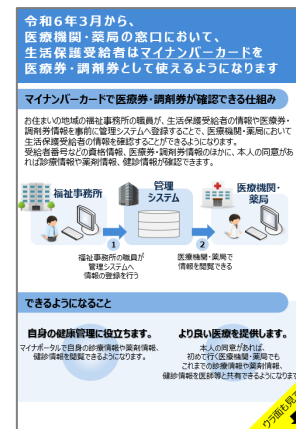 令和6年3月から、
医療機関・薬局の窓口において、
生活保護受給者はマイナンバーカードを
医療券・調剤券として使えるようになります
マイナンバーカードで医療券・調剤券が確認できる仕組み
お住まいの地域の福祉事務所の職員が、生活保護受給者の情報や医療券・
調剤券情報を事前に管理システムへ登録することで、医療機関・薬局において
生活保護受給者の情報を確認することができるようになります。
受給者番号などの資格情報、医療券・調剤券情報のほかに、本人の同意があ
れば診療情報や薬剤情報、健診情報が確認できます。
福祉事務所
管理
システム
医療機関・
薬局
1
2
福祉事務所の職員が
管理システムへ
情報の登録を行う
医療機関・薬局で
情報を閲覧できる
できるようになること
自身の健康管理に役立ちます。
マイナポータルで自身の診療情報や薬剤情報、
健診情報を閲覧できるようになります。
より良い医療を提供します。
本人の同意があれば、
初めて行く医療機関・薬局でも
これまでの診療情報や薬剤情報、
健診情報が医師等と共有できるようになります
ウラ面も見